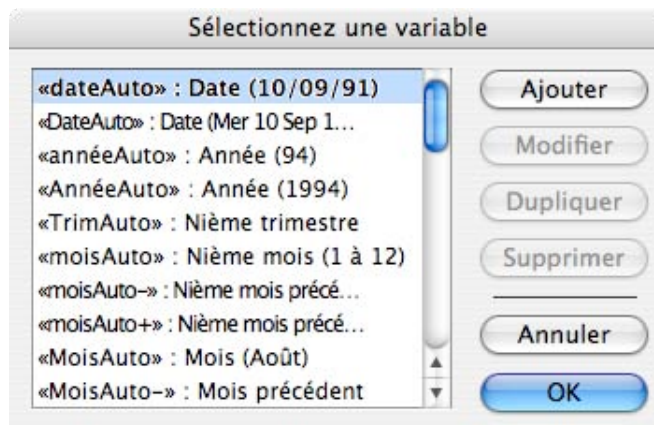 Sélectionnez une variable
«dateAuto» : Date (10/09/91)
«DateAuto» : Date (Mer 10 Sep 1…
«annéeAuto» : Année (94)
«AnnéeAuto» : Année (1994)
«TrimAuto» : Nième trimestre
«moisAuto» : Nième mois (1 à 12)
«moisAuto-» : Nième mois précé…
«moisAuto+» : Nième mois précé…
«MoisAuto» : Mois (Août)
«MoisAuto-» : Mois précédent
Ajouter
Modifier
Dupliquer
Supprimer
Annuler
OK